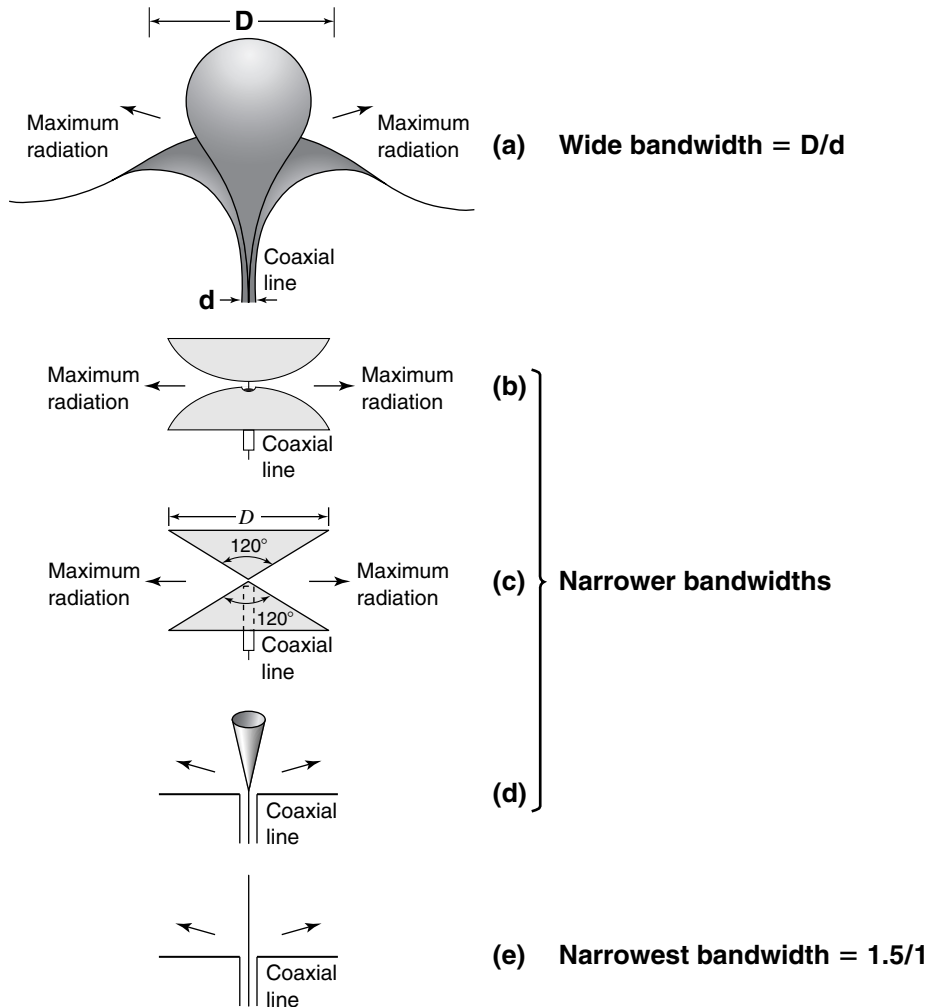 D
Maximum
radiation
Maximum
radiation
(a) Wide bandwidth = D/d
Coaxial
line
d
Maximum
radiation
Maximum
radiation
(b)
Coaxial
line
D
120°
Maximum
radiation
Maximum
radiation
(c) Narrower bandwidths
120°
Coaxial
line
(d)
Coaxial
line
(e) Narrowest bandwidth = 1.5/1
Coaxial
line